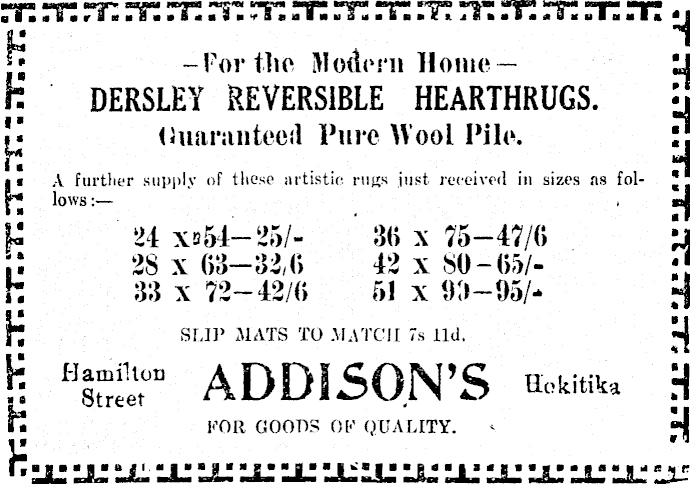 —For the Modern Home—
DERSLEY REVERSIBLE HEARTHRUGS.
Guaranteed Pure Wool Pile.
A further supply of these artistic rugs just received in sizes as fol-
lows:—
24 x 54—25/- 36 x 75—47/6
28 x 63—32/6 42 x 80—65/-
33 x 72—42/6 51 x 99—95/-
SLIP MATS TO MATCH 7s 11d.
Hamilton Street ADDISON'S Hokitika
FOR GOODS OF QUALITY.